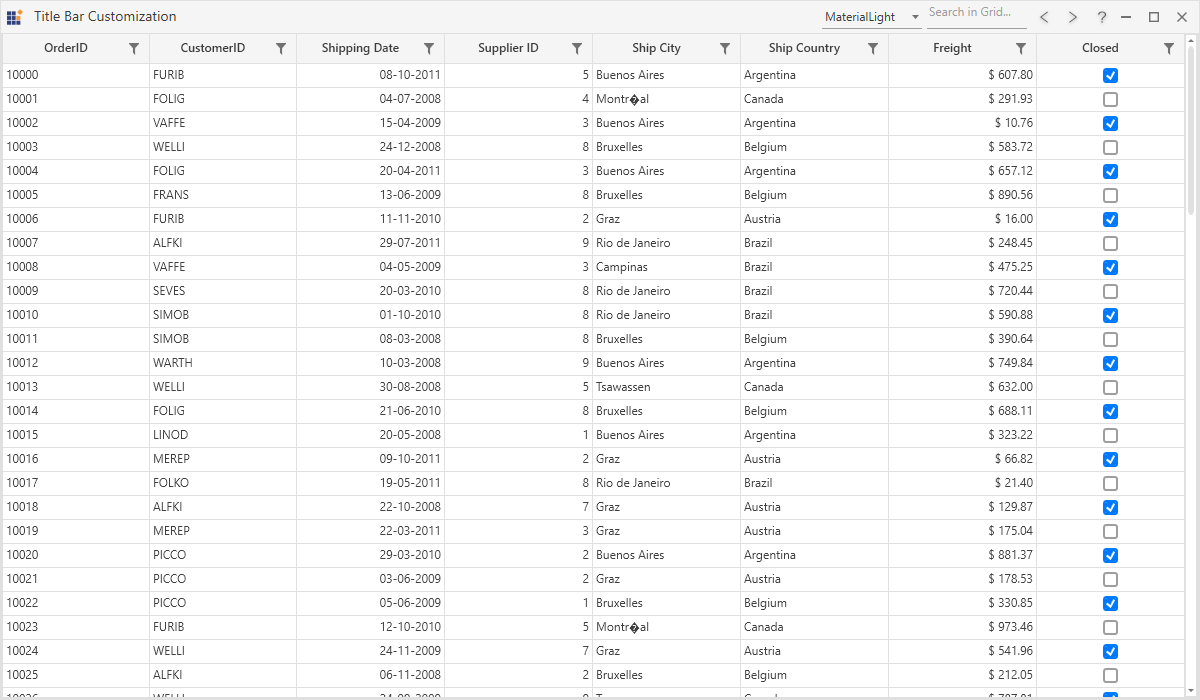 Title Bar Customization MaterialLight Search in Grid... ?
OrderID CustomerID Shipping Date Supplier ID Ship City Ship Country Freight Closed
10000 FURIB 08-10-2011 5 Buenos Aires Argentina $ 607.80
10001 FOLIG 04-07-2008 4 Montr�al Canada $ 291.93
10002 VAFFE 15-04-2009 3 Buenos Aires Argentina $ 10.76
10003 WELLI 24-12-2008 8 Bruxelles Belgium $ 583.72
10004 FOLIG 20-04-2011 3 Buenos Aires Argentina $ 657.12
10005 FRANS 13-06-2009 8 Bruxelles Belgium $ 890.56
10006 FURIB 11-11-2010 2 Graz Austria $ 16.00
10007 ALFKI 29-07-2011 9 Rio de Janeiro Brazil $ 248.45
10008 VAFFE 04-05-2009 3 Campinas Brazil $ 475.25
10009 SEVES 20-03-2010 8 Rio de Janeiro Brazil $ 720.44
10010 SIMOB 01-10-2010 8 Rio de Janeiro Brazil $ 590.88
10011 SIMOB 08-03-2008 8 Bruxelles Belgium $ 390.64
10012 WARTH 10-03-2008 9 Buenos Aires Argentina $ 749.84
10013 WELLI 30-08-2008 5 Tsawassen Canada $ 632.00
10014 FOLIG 21-06-2010 8 Bruxelles Belgium $ 688.11
10015 LINOD 20-05-2008 1 Buenos Aires Argentina $ 323.22
10016 MEREP 09-10-2011 2 Graz Austria $ 66.82
10017 FOLKO 19-05-2011 8 Rio de Janeiro Brazil $ 21.40
10018 ALFKI 22-10-2008 7 Graz Austria $ 129.87
10019 MEREP 22-03-2011 3 Graz Austria $ 175.04
10020 PICCO 29-03-2010 2 Buenos Aires Argentina $ 881.37
10021 PICCO 03-06-2009 2 Graz Austria $ 178.53
10022 PICCO 05-06-2009 1 Bruxelles Belgium $ 330.85
10023 FURIB 12-10-2010 5 Montr�al Canada $ 973.46
10024 WELLI 24-11-2009 7 Graz Austria $ 541.96
10025 ALFKI 06-11-2008 2 Bruxelles Belgium $ 212.05